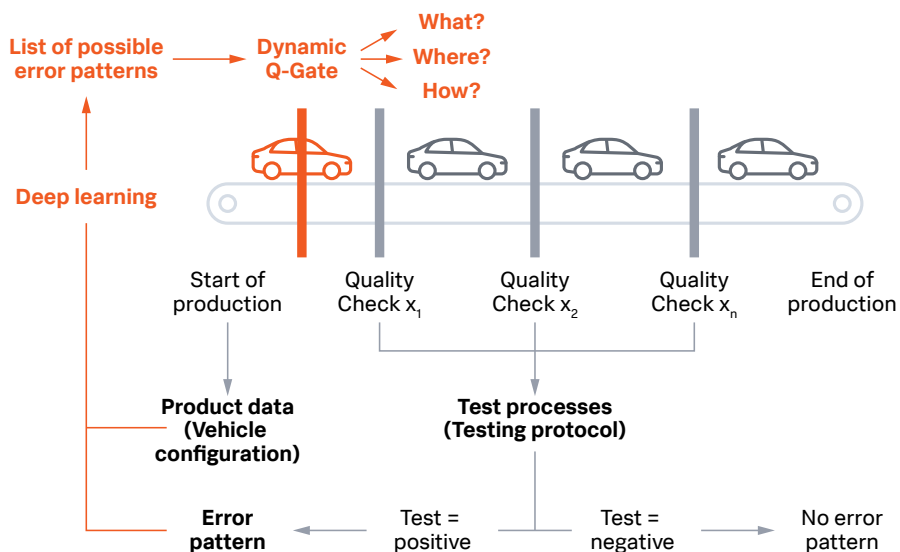 What?
List of possible
error patterns
Dynamic
Q-Gate
Where?
How?
Deep learning
Start of
production
Quality
Check x₁
Quality
Check x₂
Quality
Check xₙ
End of
production
Product data
(Vehicle
configuration)
Test processes
(Testing protocol)
Error
pattern
Test =
positive
Test =
negative
No error
pattern